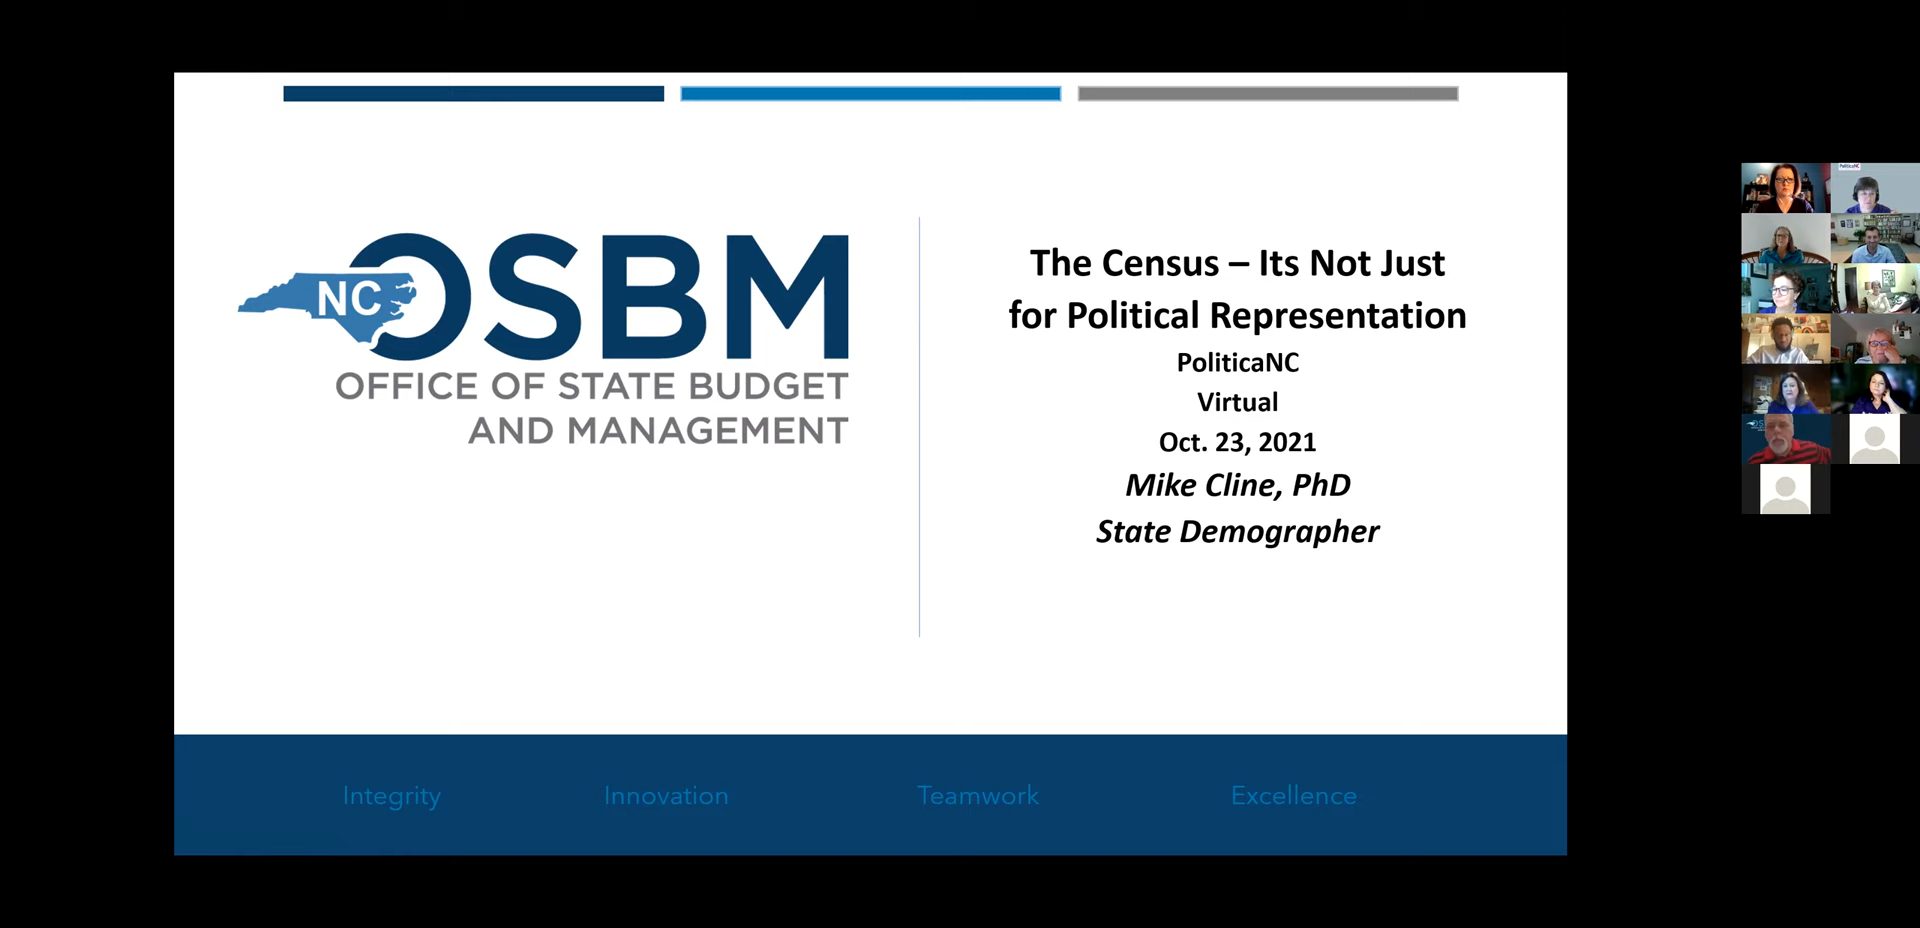 NC
OSBM
OFFICE OF STATE BUDGET
AND MANAGEMENT
The Census – Its Not Just
for Political Representation
PoliticaNC
Virtual
Oct. 23, 2021
Mike Cline, PhD
State Demographer
Integrity
Innovation
Teamwork
Excellence
PoliticaNC